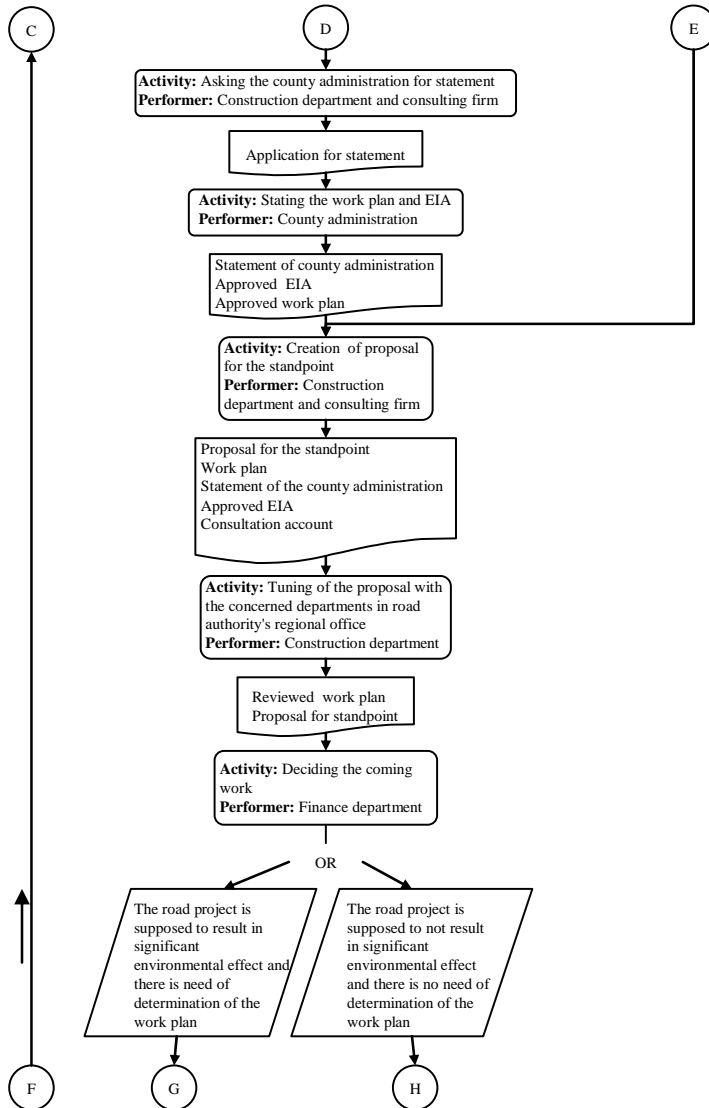 C
D
E
Activity: Asking the county administration for statement
Performer: Construction department and consulting firm
Application for statement
Activity: Stating the work plan and EIA
Performer: County administration
Statement of county administration
Approved EIA
Approved work plan
Activity: Creation of proposal
for the standpoint
Performer: Construction
department and consulting firm
Proposal for the standpoint
Work plan
Statement of the county administration
Approved EIA
Consultation account
Activity: Tuning of the proposal with
the concerned departments in road
authority's regional office
Performer: Construction department
Reviewed work plan
Proposal for standpoint
Activity: Deciding the coming
work
Performer: Finance department
OR
The road project is
supposed to result in
significant
environmental effect and
there is need of
determination of the
work plan
The road project is
supposed to not result
in significant
environmental effect
and there is no need of
determination of the
work plan
F
G
H